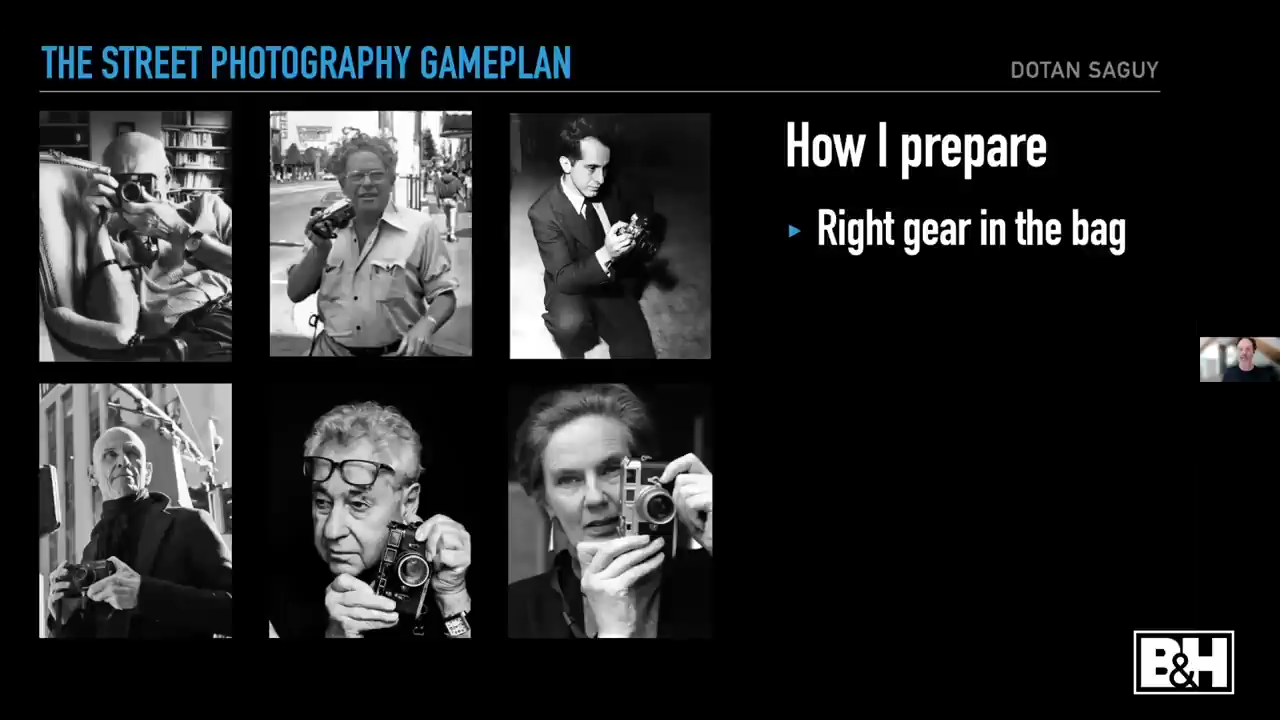 THE STREET PHOTOGRAPHY GAMEPLAN
DOTAN SAGUY
How I prepare
Right gear in the bag
B&H